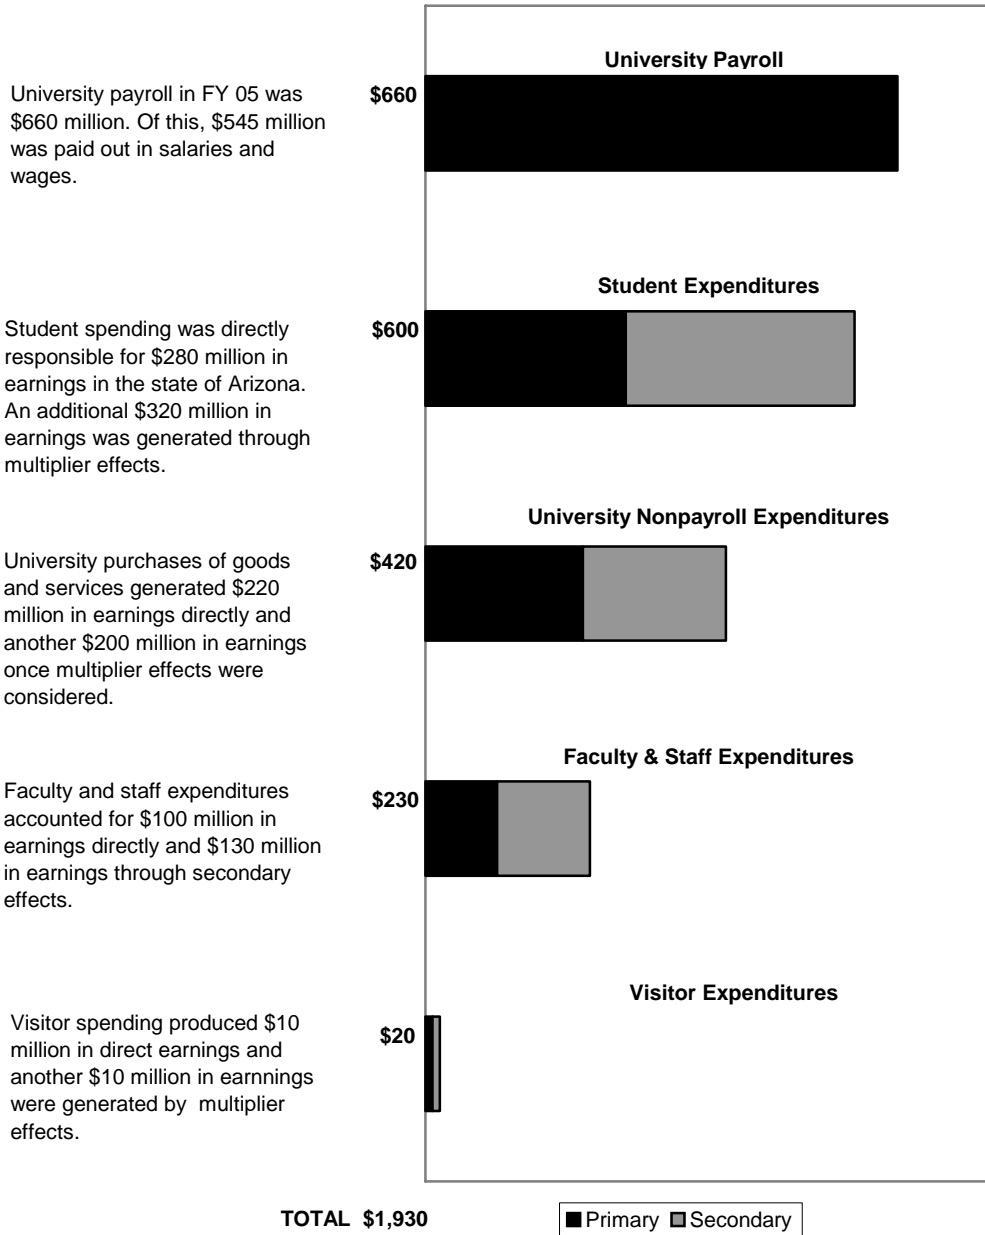 University Payroll
University payroll in FY 05 was
$660 million. Of this, $545 million
was paid out in salaries and
wages.
$660
Student Expenditures
Student spending was directly
responsible for $280 million in
earnings in the state of Arizona.
An additional $320 million in
earnings was generated through
multiplier effects.
$600
University Nonpayroll Expenditures
University purchases of goods
and services generated $220
million in earnings directly and
another $200 million in earnings
once multiplier effects were
considered.
$420
Faculty & Staff Expenditures
Faculty and staff expenditures
accounted for $100 million in
earnings directly and $130 million
in earnings through secondary
effects.
$230
Visitor Expenditures
Visitor spending produced $10
million in direct earnings and
another $10 million in earnnings
were generated by  multiplier
effects.
$20
TOTAL  $1,930
Primary Secondary